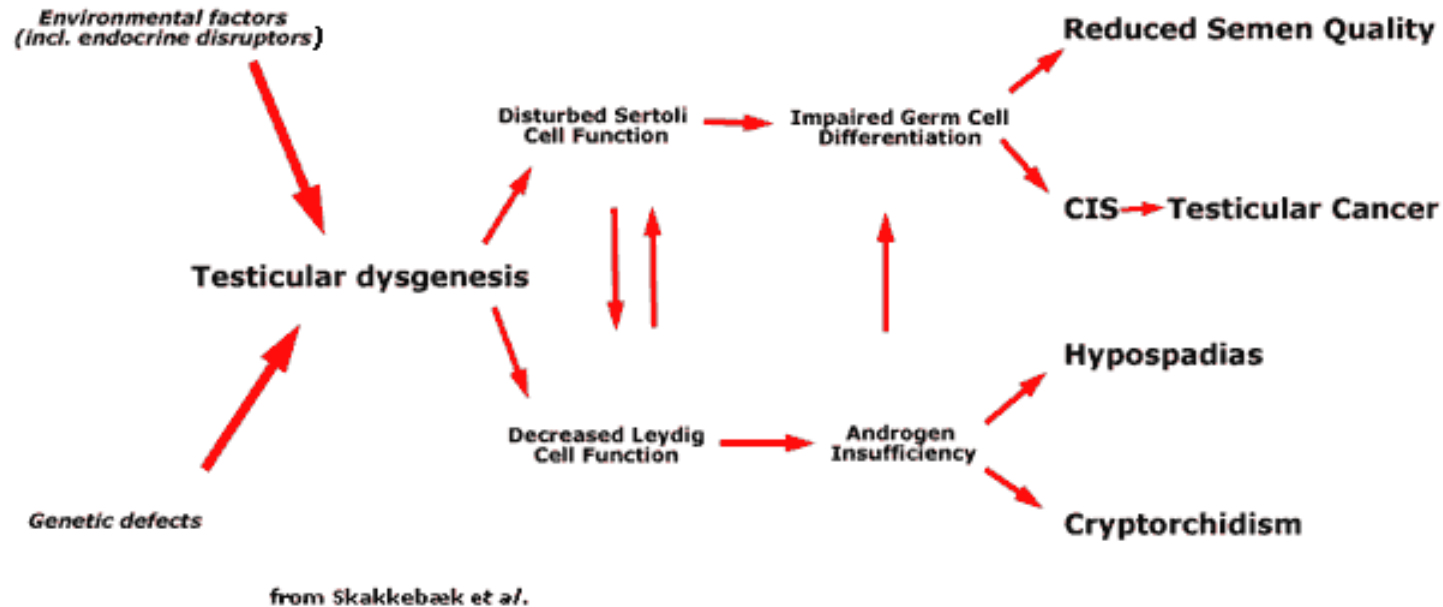 Environmental factors
(incl. endocrine disruptors)
Reduced Semen Quality
Disturbed Sertoli
Cell Function
Impaired Germ Cell
Differentiation
CIS
Testicular Cancer
Testicular dysgenesis
Hypospadias
Decreased Leydig
Cell Function
Androgen
Insufficiency
Genetic defects
Cryptorchidism
from Skakkebæk et al.